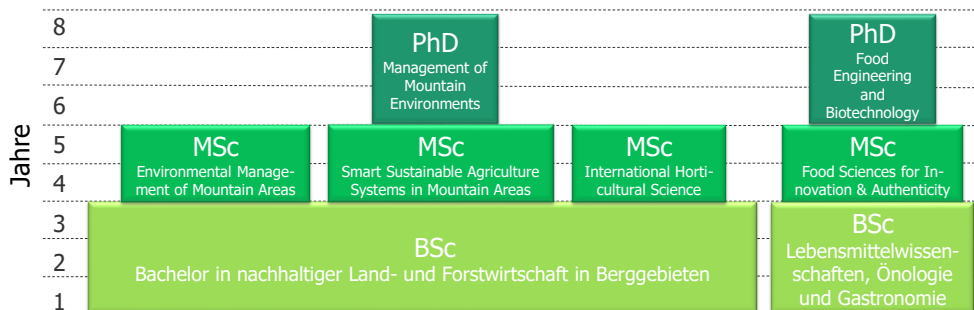 Jahre
8
7
6
5
4
3
2
1
PhD
Management of
Mountain
Environments
PhD
Food
Engineering
and
Biotechnology
MSc
Environmental Manage-
ment of Mountain Areas
MSc
Smart Sustainable Agriculture
Systems in Mountain Areas
MSc
International Horti-
cultural Science
MSc
Food Sciences for In-
novation & Authenticity
BSc
Bachelor in nachhaltiger Land- und Forstwirtschaft in Berggebieten
BSc
Lebensmittelwissen-
schaften, Önologie
und Gastronomie